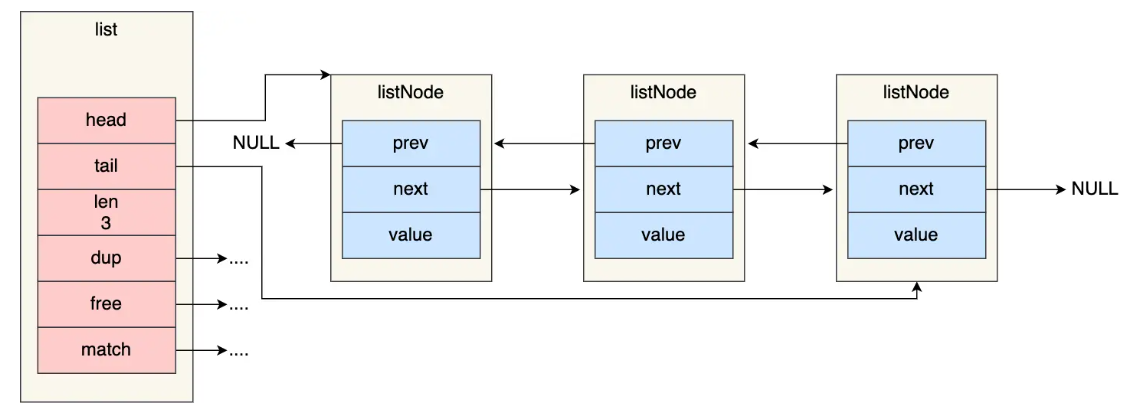 list
head
tail
len
3
dup
....
free
....
match
....
NULL
listNode
prev
next
value
listNode
prev
next
value
listNode
prev
next
value
NULL